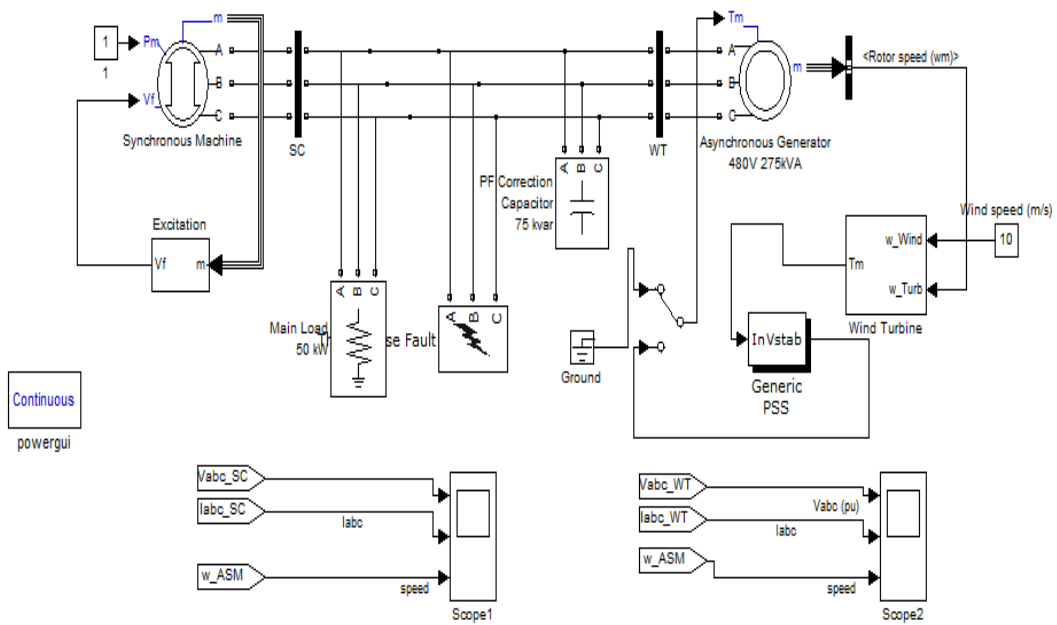 m
Tm
1
Pm
A
A
<Rotor speed (wm)>
B
B
m
Vf
C
C
Synchronous Machine
SC
WT
Asynchronous Generator
480V 275kVA
1
A B C
PF Correction
Capacitor
75 kvar
Excitation
Vf
m
Wind speed (m/s)
w_Wind
10
Tm
w_Turb
Wind Turbine
A B C
A B C
Main Load
50 kW
Th
se Fault
Ground
InVstab
Generic
PSS
Continuous
powergui
Vabc_SC
Iabc_SC
Iabc
w_ASM
speed
Scope1
Vabc_WT
Vabc (pu)
Iabc_WT
Iabc
w_ASM
speed
Scope2